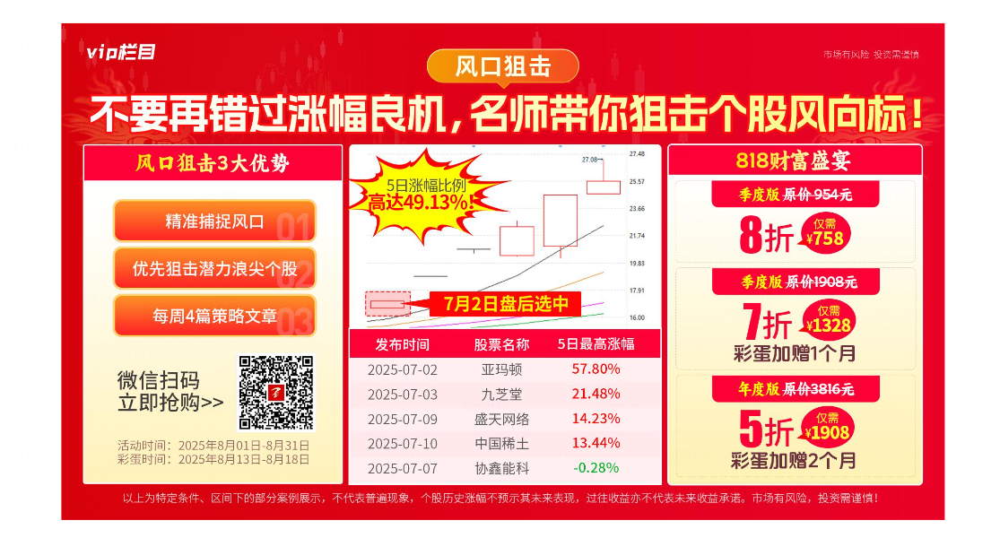 vip栏目
市场有风险 投资需谨慎
风口狙击
不要再错过涨幅良机，名师带你狙击个股风向标！
风口狙击3大优势
精准捕捉风口
01
优先狙击潜力浪尖个股
02
每周4篇策略文章
03
微信扫码
立即抢购>>
活动时间：2025年8月01日-8月31日
彩蛋时间：2025年8月13日-8月18日
5日涨幅比例
高达49.13%!
27.08
27.48
25.57
23.66
21.74
19.83
17.91
16.00
7月2日盘后选中
发布时间 股票名称 5日最高涨幅
2025-07-02 亚玛顿 57.80%
2025-07-03 九芝堂 21.48%
2025-07-09 盛天网络 14.23%
2025-07-10 中国稀土 13.44%
2025-07-07 协鑫能科 -0.28%
818财富盛宴
季度版 原价 954元
8折 仅需 ¥758
季度版 原价1908元
7折 仅需 ¥1328
彩蛋加赠1个月
年度版 原价3816元
5折 仅需 ¥1908
彩蛋加赠2个月
以上为特定条件、区间下的部分案例展示，不代表普遍现象，个股历史涨幅不预示其未来表现，过往收益亦不代表未来收益承诺。市场有风险，投资需谨慎！